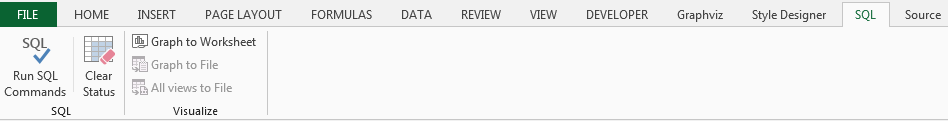 FILE HOME INSERT PAGE LAYOUT FORMULAS DATA REVIEW VIEW DEVELOPER Graphviz Style Designer SQL Source
SQL
Run SQL
Commands
Clear
Status
SQL
Graph to Worksheet
Graph to File
All views to File
Visualize